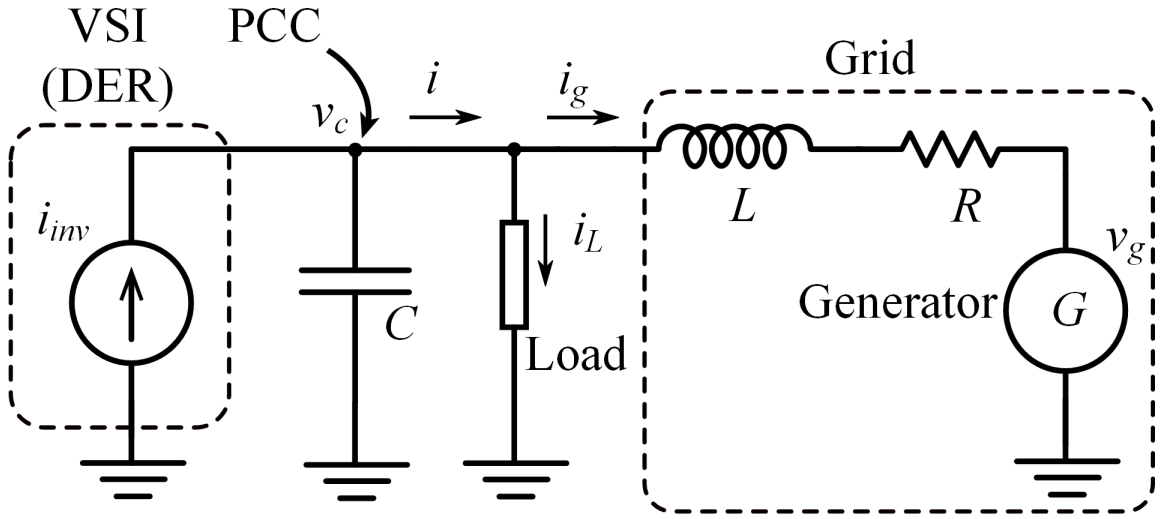 VSI
(DER)
PCC
v_c
i
i_g
Grid
i_inv
C
i_L
Load
L
R
v_g
Generator
G